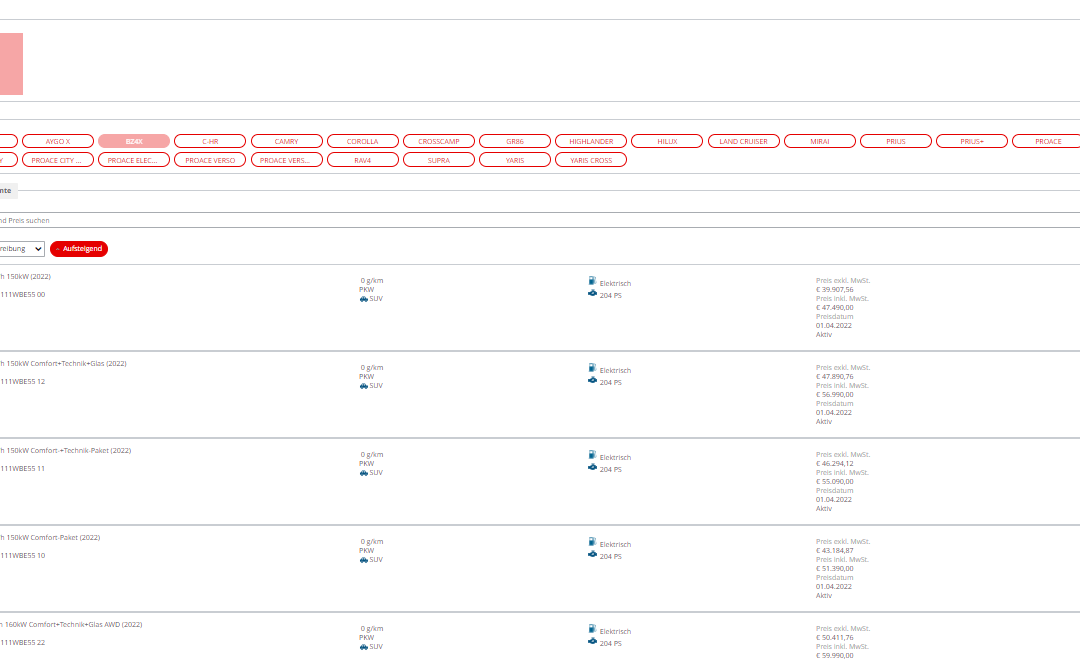 AYGO X BZ4X C-HR CAMRY COROLLA CROSSCAMP GR86 HIGHLANDER HILUX LAND CRUISER MIRAI PRIUS PRIUS+ PROACE
Y PROACE CITY ... PROACE ELEC... PROACE VERSO PROACE VERS... RAV4 SUPRA YARIS YARIS CROSS
nte
nd Preis suchen
reibung - Aufsteigend
h 150kW (2022)
111WBE55 00
0 g/km
PKW
SUV
Elektrisch
204 PS
Preis exkl. MwSt.
€ 39.907,56
Preis inkl. MwSt.
€ 47.490,00
Preisdatum
01.04.2022
Aktiv
h 150kW Comfort+Technik+Glas (2022)
111WBE55 12
0 g/km
PKW
SUV
Elektrisch
204 PS
Preis exkl. MwSt.
€ 47.890,76
Preis inkl. MwSt.
€ 56.990,00
Preisdatum
01.04.2022
Aktiv
h 150kW Comfort-+Technik-Paket (2022)
111WBE55 11
0 g/km
PKW
SUV
Elektrisch
204 PS
Preis exkl. MwSt.
€ 46.294,12
Preis inkl. MwSt.
€ 55.090,00
Preisdatum
01.04.2022
Aktiv
h 150kW Comfort-Paket (2022)
111WBE55 10
0 g/km
PKW
SUV
Elektrisch
204 PS
Preis exkl. MwSt.
€ 43.184,87
Preis inkl. MwSt.
€ 51.390,00
Preisdatum
01.04.2022
Aktiv
h 160kW Comfort+Technik+Glas AWD (2022)
111WBE55 22
0 g/km
PKW
SUV
Elektrisch
204 PS
Preis exkl. MwSt.
€ 50.411,76
Preis inkl. MwSt.
€ 59.990,00